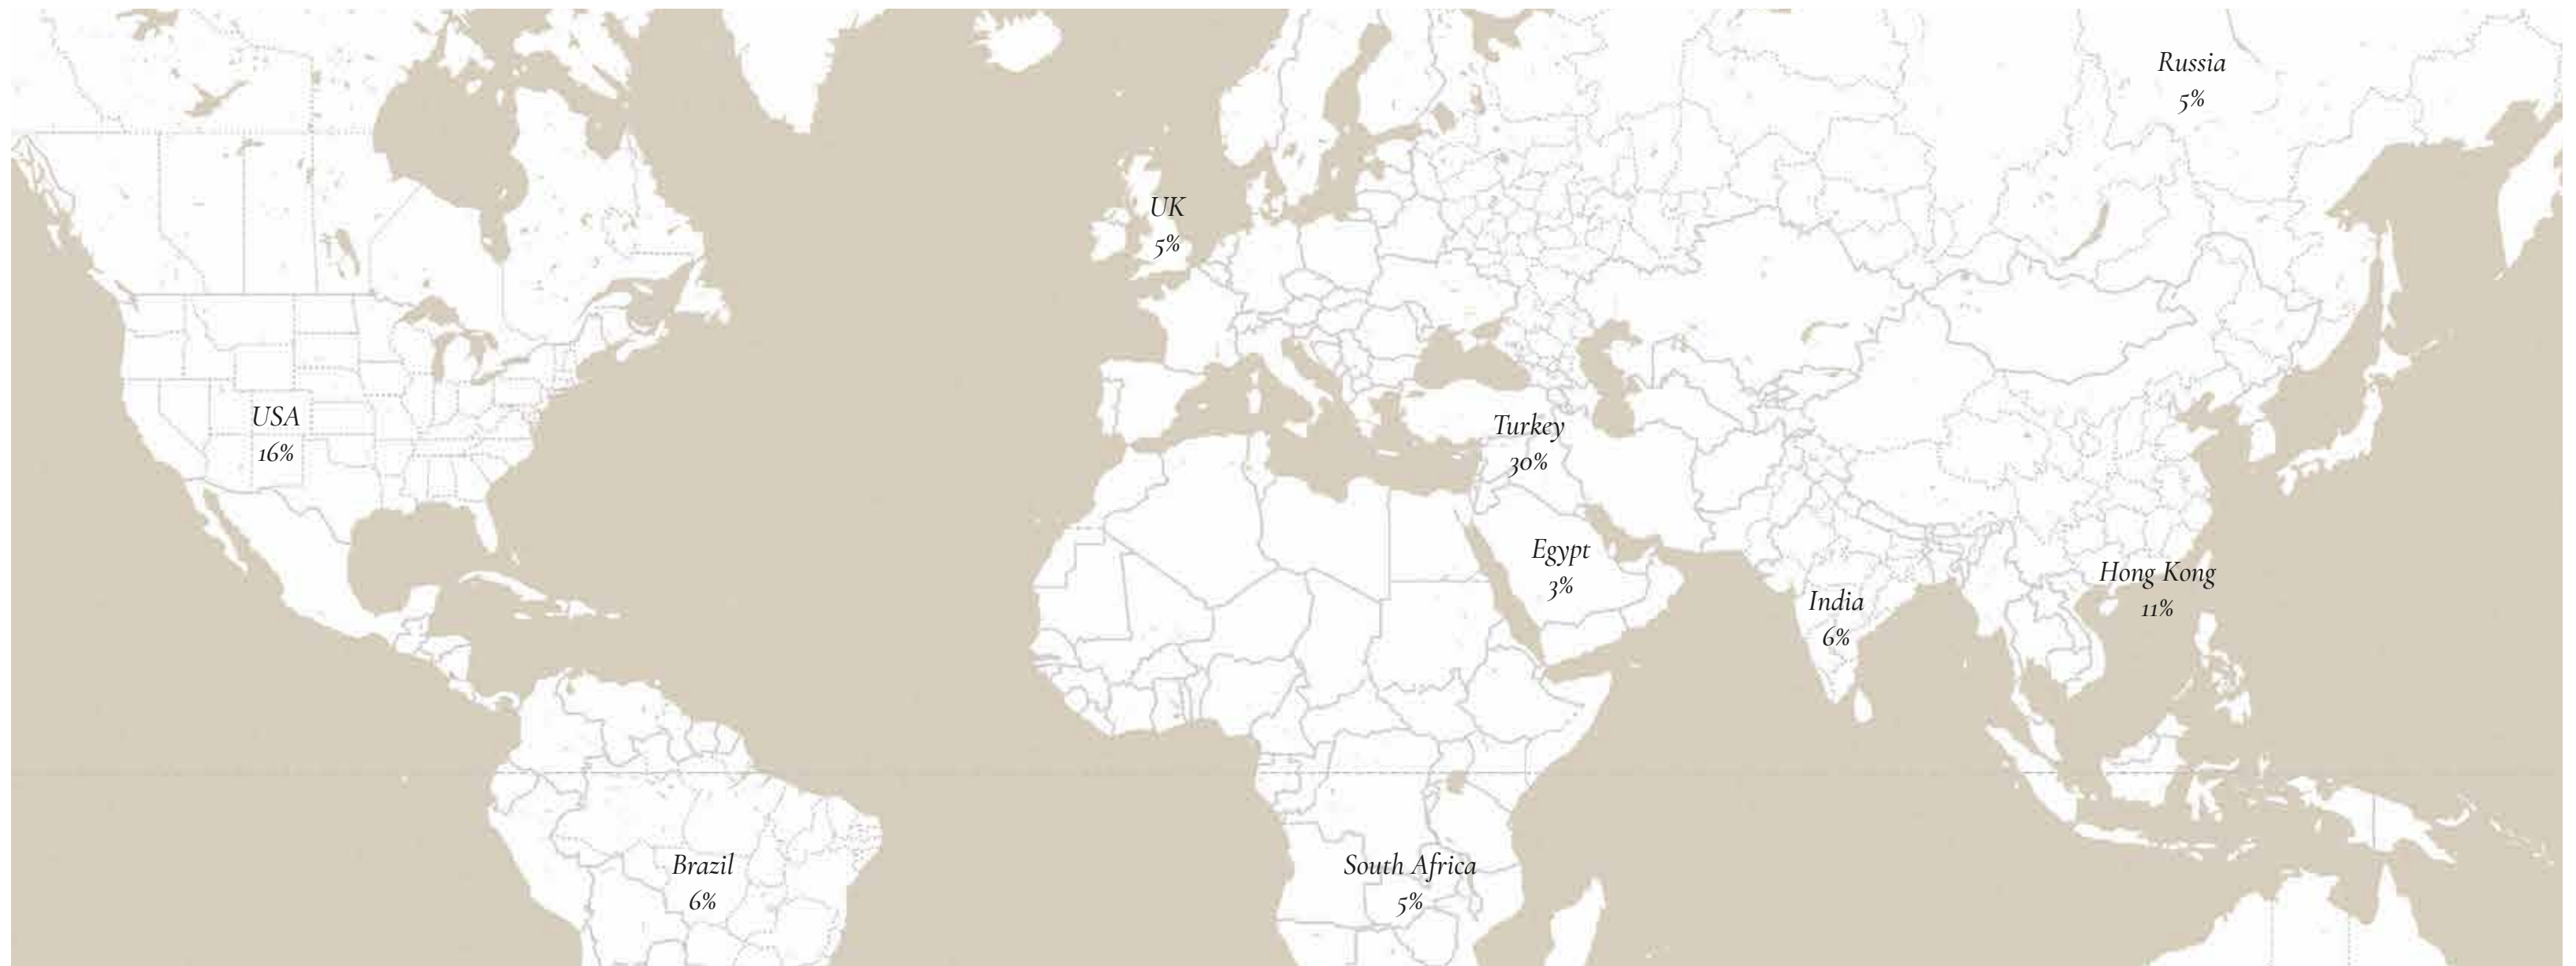 Russia
5%
UK
5%
USA
16%
Turkey
30%
Egypt
3%
Hong Kong
11%
India
6%
Brazil
6%
South Africa
5%